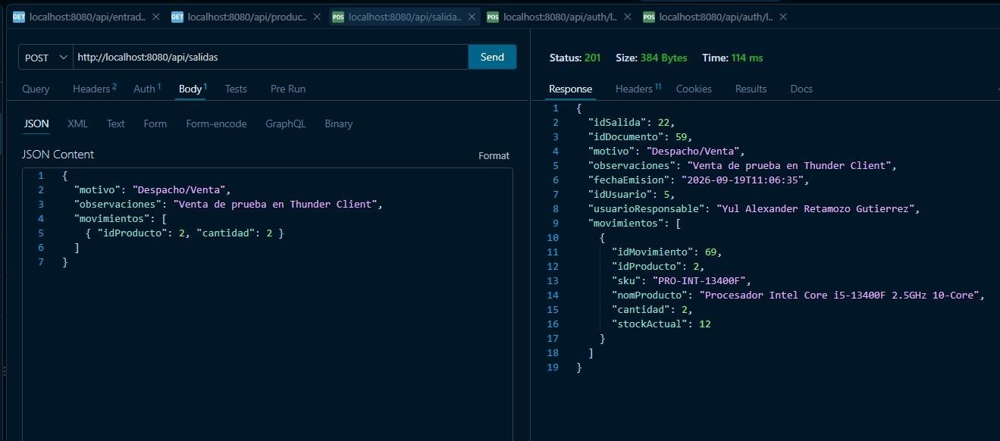 GET localhost:8080/api/entrad..
GET localhost:8080/api/produc..
POS localhost:8080/api/salida..
POS localhost:8080/api/auth/l..
POS localhost:8080/api/auth/l..
POST http://localhost:8080/api/salidas Send
Query Headers 2 Auth 1 Body 1 Tests Pre Run
JSON XML Text Form Form-encode GraphQL Binary
JSON Content Format
1 {
2 "motivo": "Despacho/Venta",
3 "observaciones": "Venta de prueba en Thunder Client",
4 "movimientos": [
5 { "idProducto": 2, "cantidad": 2 }
6 ]
7 }
Status: 201 Size: 384 Bytes Time: 114 ms
Response Headers 11 Cookies Results Docs
1 {
2 "idSalida": 22,
3 "idDocumento": 59,
4 "motivo": "Despacho/Venta",
5 "observaciones": "Venta de prueba en Thunder Client",
6 "fechaEmision": "2026-09-19T11:06:35",
7 "idUsuario": 5,
8 "usuarioResponsable": "Yul Alexander Retamozo Gutierrez",
9 "movimientos": [
10 {
11 "idMovimiento": 69,
12 "idProducto": 2,
13 "sku": "PRO-INT-13400F",
14 "nomProducto": "Procesador Intel Core i5-13400F 2.5GHz 10-Core",
15 "cantidad": 2,
16 "stockActual": 12
17 }
18 ]
19 }